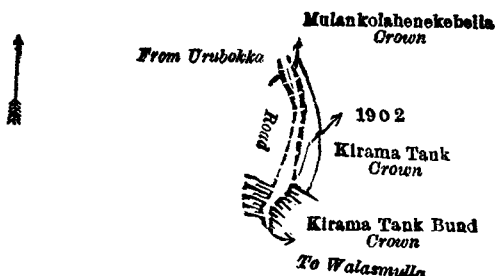 Mulankolahenekebella
Crown
From Urubokka
Road
1902
Kirama Tank
Crown
Kirama Tank Bund
Crown
To Walasmulla